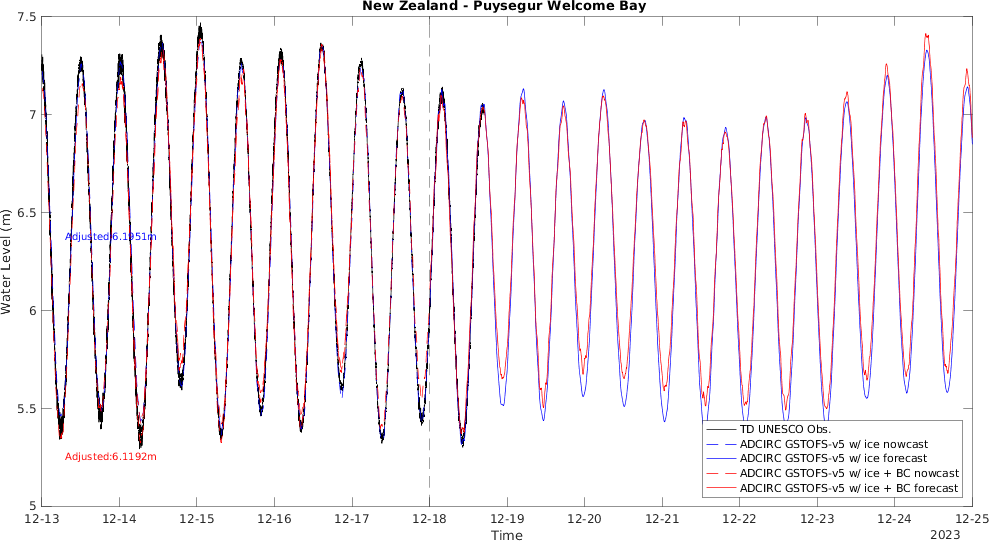 New Zealand - Puysegur Welcome Bay
Water Level (m)
7.5
7
6.5
6
5.5
5
Adjusted:6.1951m
Adjusted:6.1192m
TD UNESCO Obs.
ADCIRC GSTOFS-v5 w/ ice nowcast
ADCIRC GSTOFS-v5 w/ ice forecast
ADCIRC GSTOFS-v5 w/ ice + BC nowcast
ADCIRC GSTOFS-v5 w/ ice + BC forecast
12-13 12-14 12-15 12-16 12-17 12-18 12-19 12-20 12-21 12-22 12-23 12-24 12-25
Time
2023